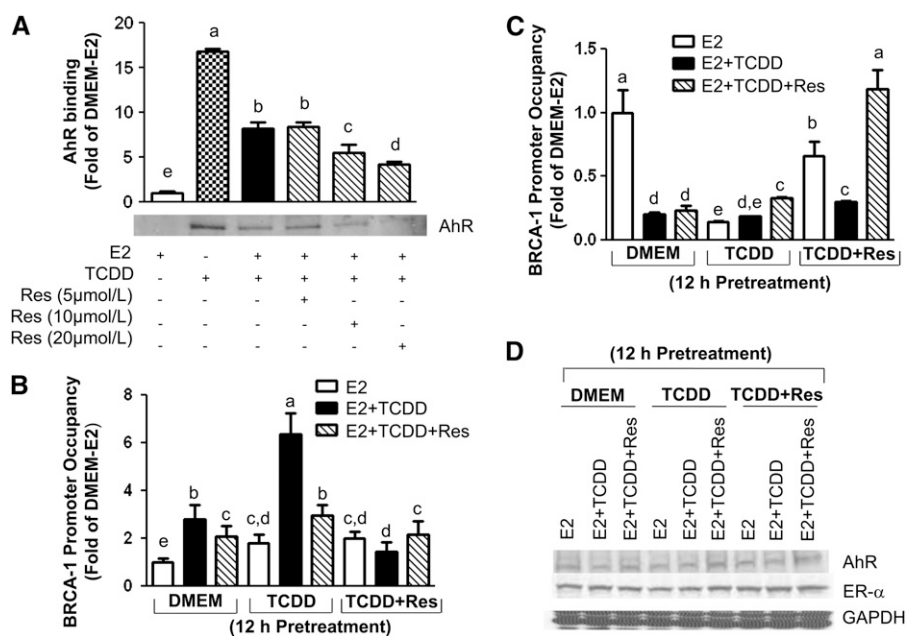 A
AhR binding
(Fold of DMEM-E2)
20
15
10
5
0
e
a
b
b
c
d
AhR
E2 + - + + + +
TCDD - + + + + +
Res (5µmol/L) - - - + - -
Res (10µmol/L) - - - - + -
Res (20µmol/L) - - - - - +
B
BRCA-1 Promoter Occupancy
(Fold of DMEM-E2)
8
6
4
2
0
E2
E2+TCDD
E2+TCDD+Res
e
b
c
c,d
a
b
c,d
d
c
DMEM TCDD TCDD+Res
(12 h Pretreatment)
C
BRCA-1 Promoter Occupancy
(Fold of DMEM-E2)
1.5
1.0
0.5
0.0
E2
E2+TCDD
E2+TCDD+Res
a
d
d
e
d,e
c
b
c
a
DMEM TCDD TCDD+Res
(12 h Pretreatment)
D
(12 h Pretreatment)
DMEM TCDD TCDD+Res
E2
E2+TCDD
E2+TCDD+Res
E2
E2+TCDD
E2+TCDD+Res
E2
E2+TCDD
E2+TCDD+Res
AhR
ER-α
GAPDH